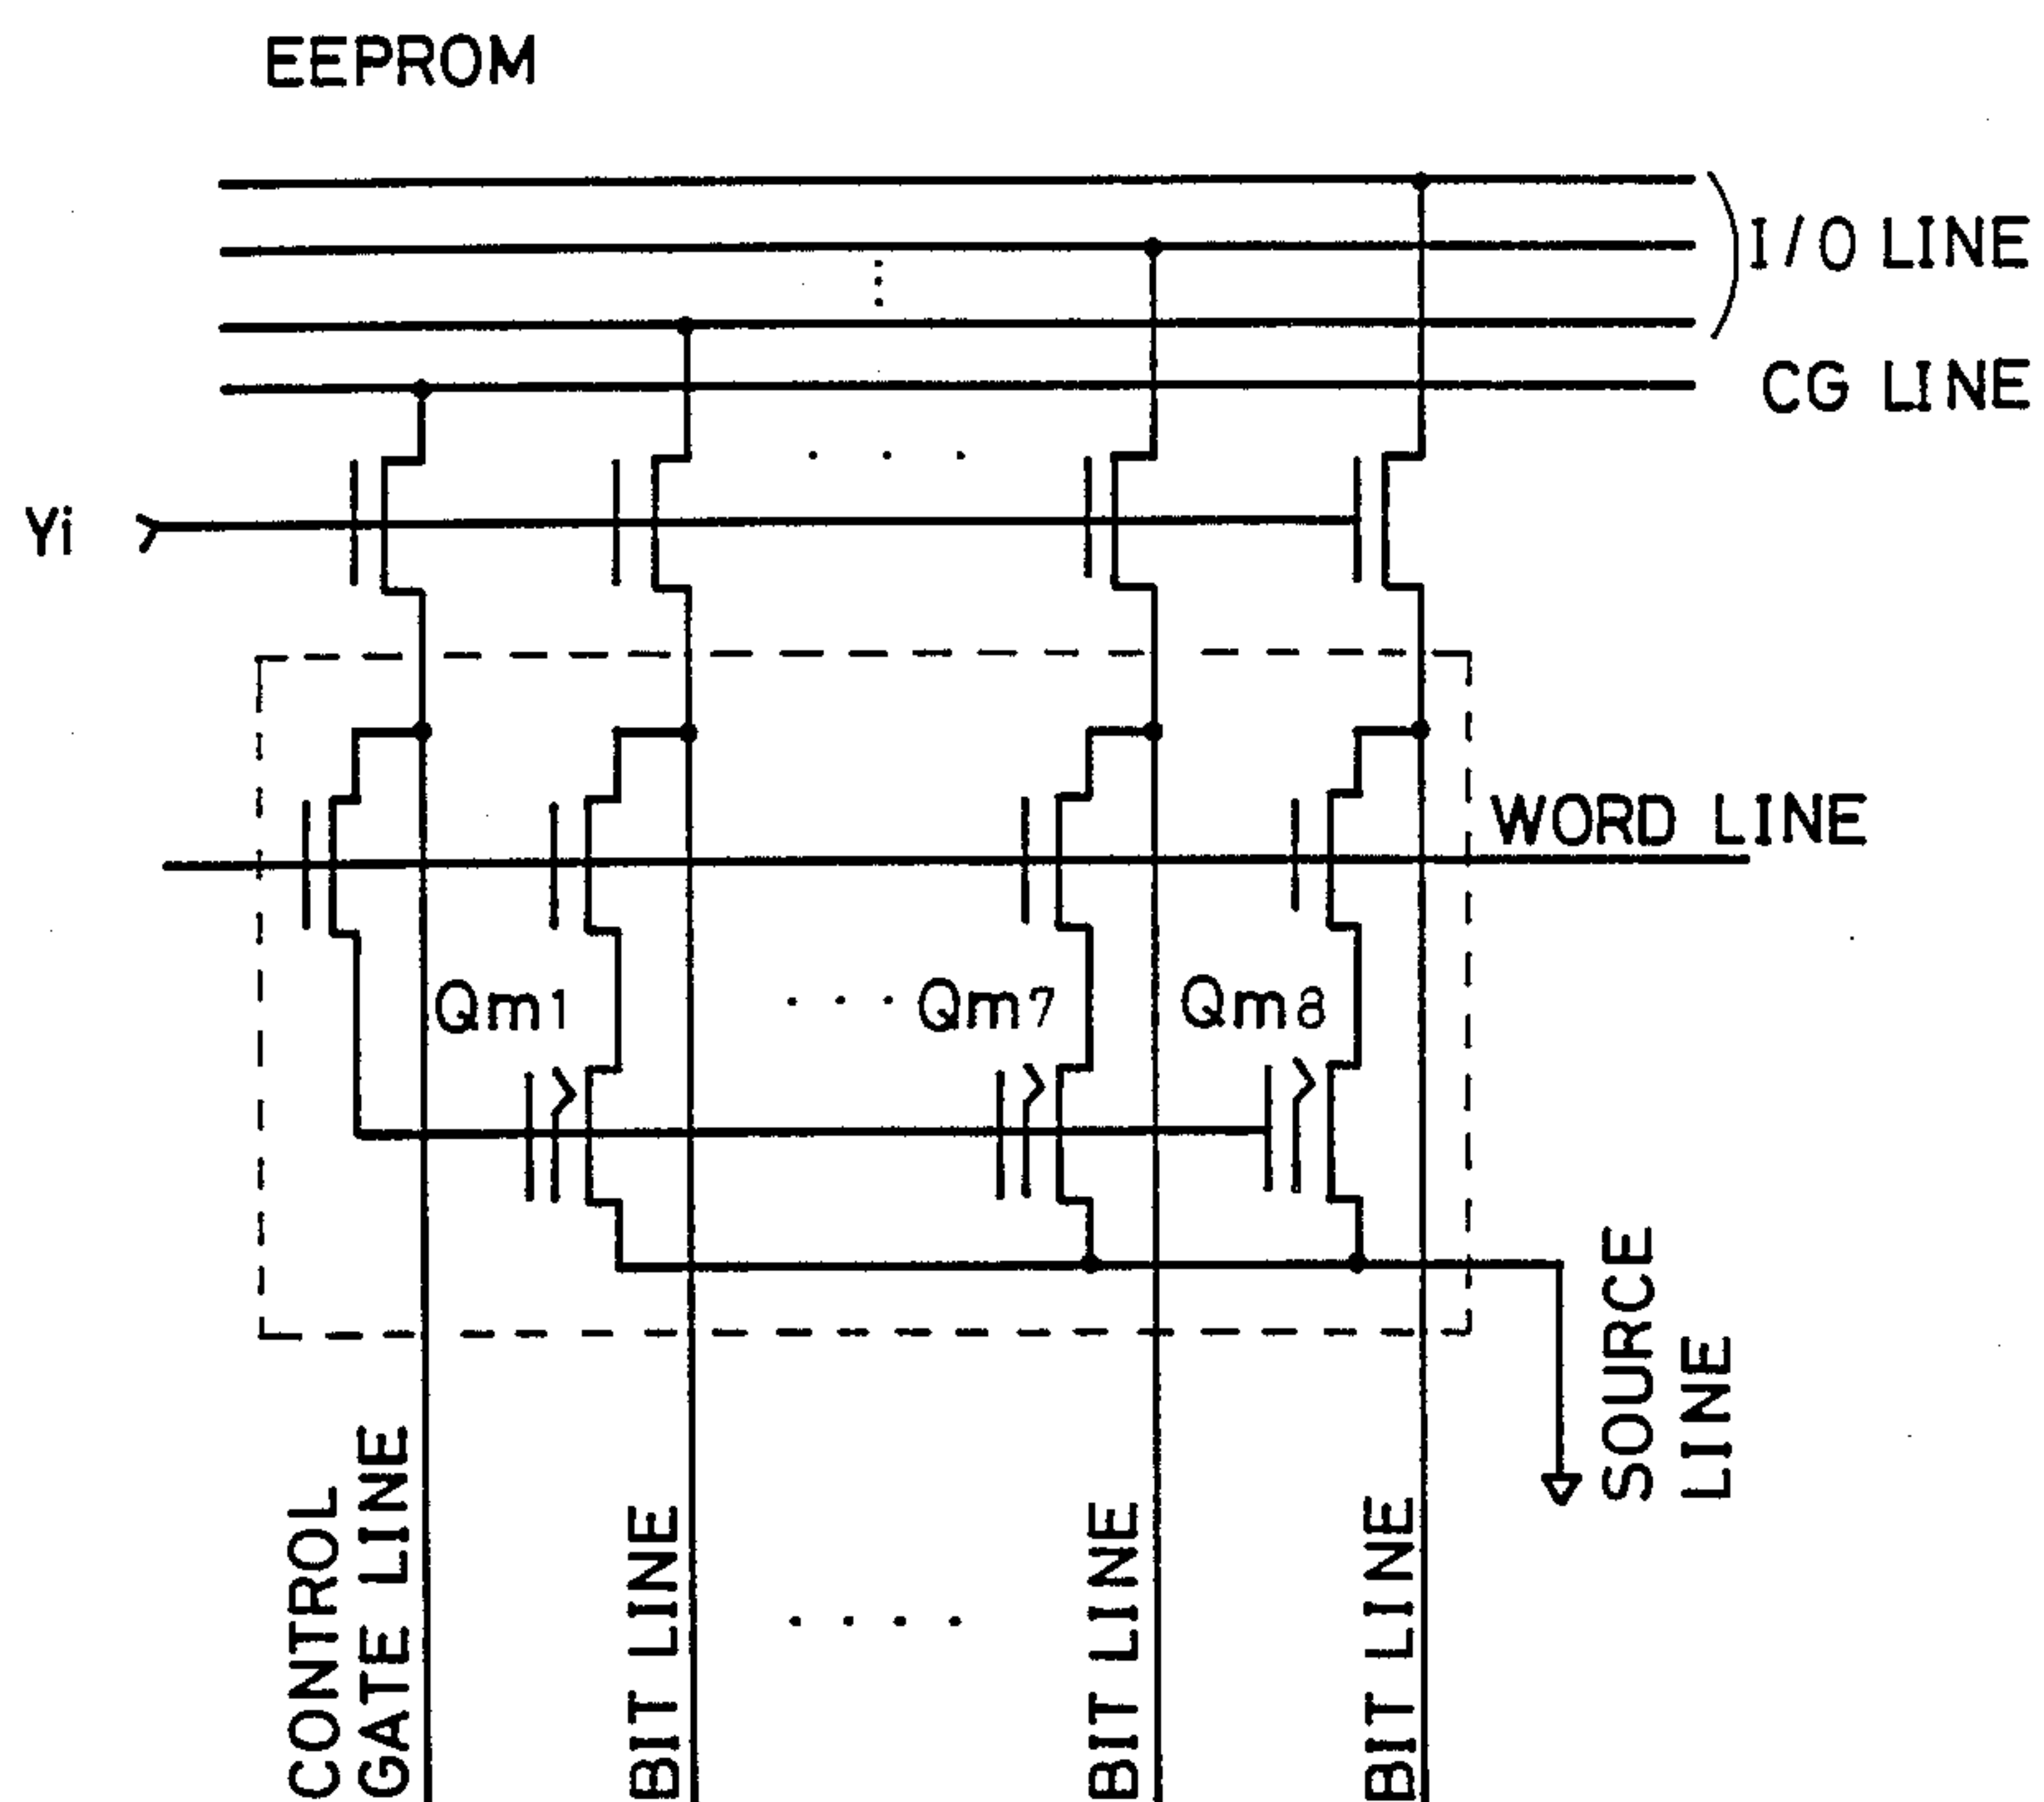 EEPROM
I/O LINE
CG LINE
Yi
WORD LINE
Qm1
Qm7
Qm8
SOURCE
LINE
CONTROL
GATE LINE
BIT LINE
BIT LINE
BIT LINE